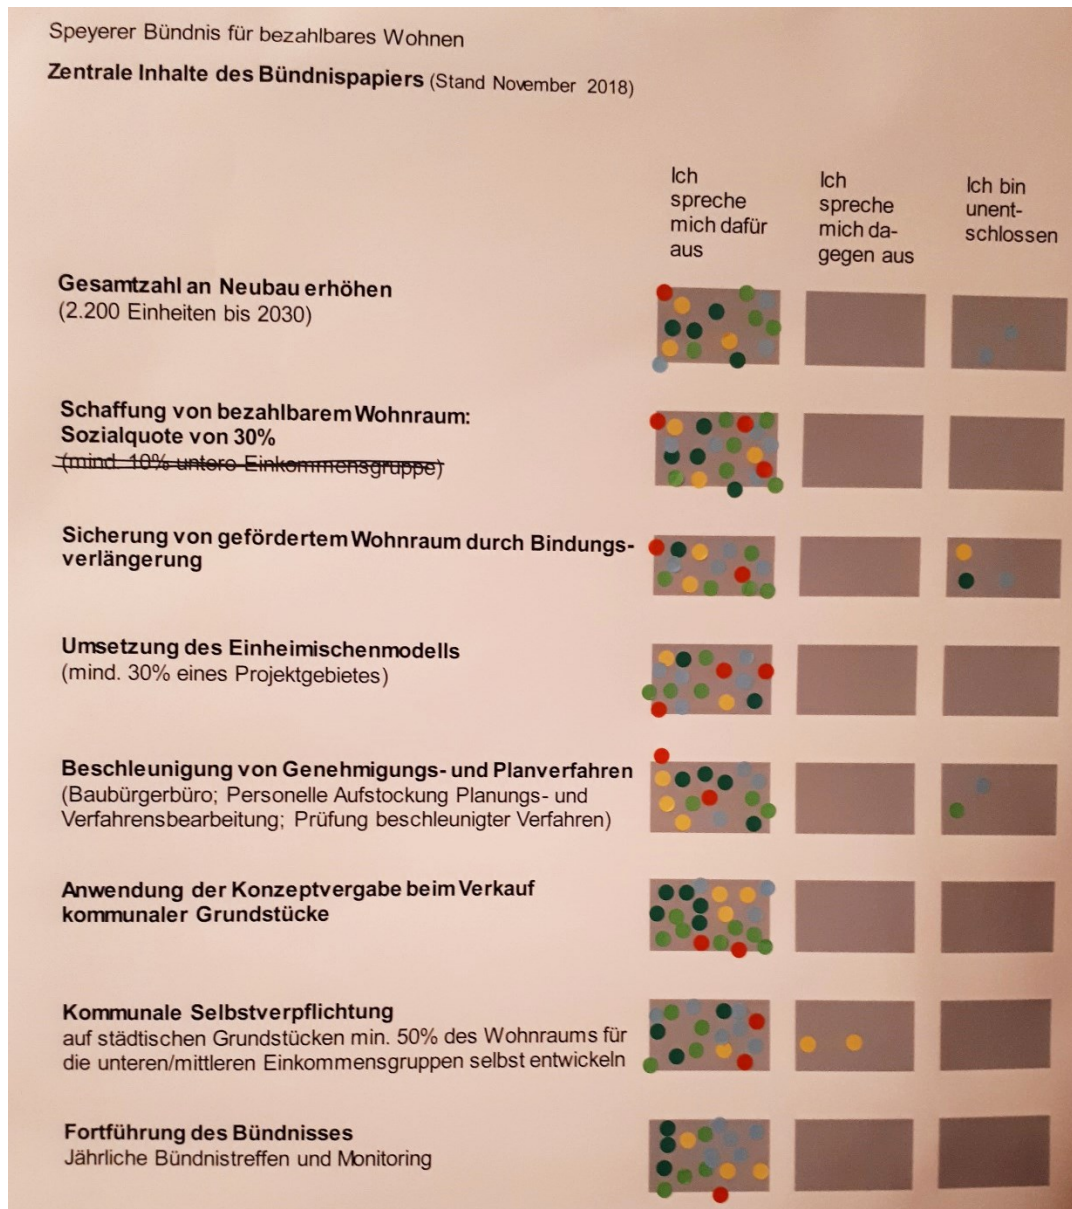 Speyerer Bündnis für bezahlbares Wohnen
Zentrale Inhalte des Bündnispapiers (Stand November 2018)
Ich
spreche
mich dafür
aus
Ich
spreche
mich da-
gegen aus
Ich bin
unent-
schlossen
Gesamtzahl an Neubau erhöhen
(2.200 Einheiten bis 2030)
Schaffung von bezahlbarem Wohnraum:
Sozialquote von 30%
(mind. 10% untere Einkommensgruppe)
Sicherung von gefördertem Wohnraum durch Bindungs-
verlängerung
Umsetzung des Einheimischenmodells
(mind. 30% eines Projektgebietes)
Beschleunigung von Genehmigungs- und Planverfahren
(Baubürgerbüro; Personelle Aufstockung Planungs- und
Verfahrensbearbeitung; Prüfung beschleunigter Verfahren)
Anwendung der Konzeptvergabe beim Verkauf
kommunaler Grundstücke
Kommunale Selbstverpflichtung
auf städtischen Grundstücken min. 50% des Wohnraums für
die unteren/mittleren Einkommensgruppen selbst entwickeln
Fortführung des Bündnisses
Jährliche Bündnistreffen und Monitoring